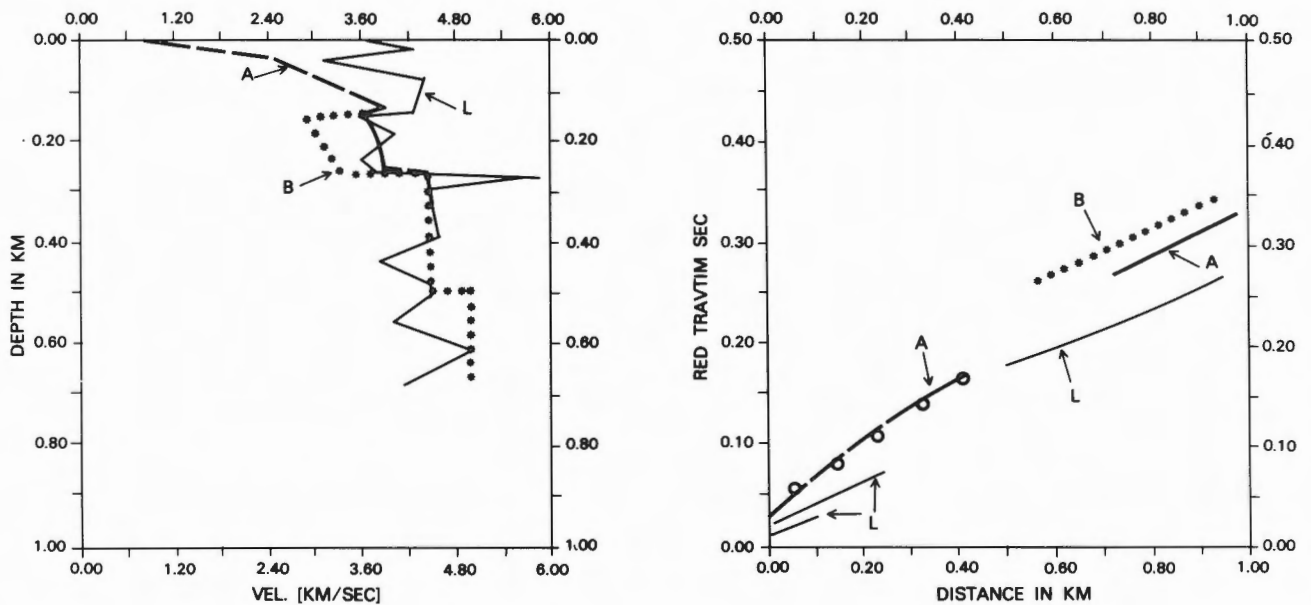 0.00 1.20 2.40 3.60 4.80 6.00
0.00 0.00
A
L
0.20 0.20
B
0.40 0.40
0.60 0.60
0.80 0.80
1.00 1.00
0.00 1.20 2.40 3.60 4.80 6.00
VEL. [KM/SEC]
DEPTH IN KM
0.00 0.20 0.40 0.60 0.80 1.00
0.50 0.50
0.40 0.40
B
0.30 0.30
A
A
0.20 0.20
L
0.10 0.10
L
0.00 0.00
0.00 0.20 0.40 0.60 0.80 1.00
DISTANCE IN KM
RED TRAVTIM SEC